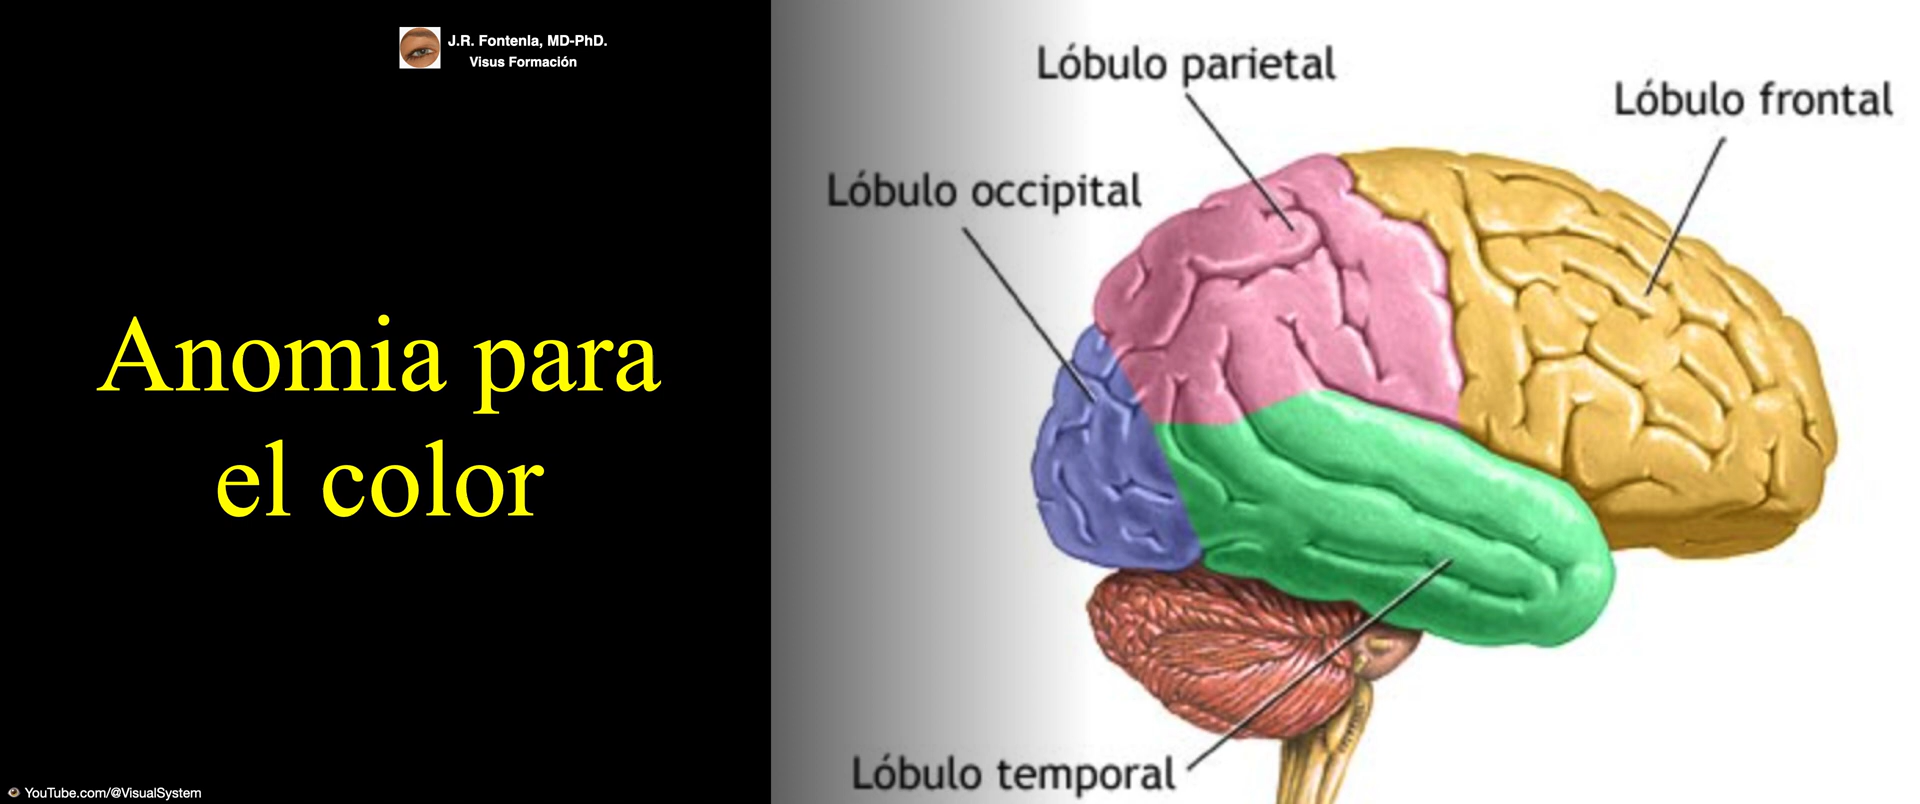 J.R. Fontenla, MD-PhD.
Visus Formación
Anomia para
el color
Lóbulo parietal
Lóbulo frontal
Lóbulo occipital
Lóbulo temporal
YouTube.com/@VisualSystem